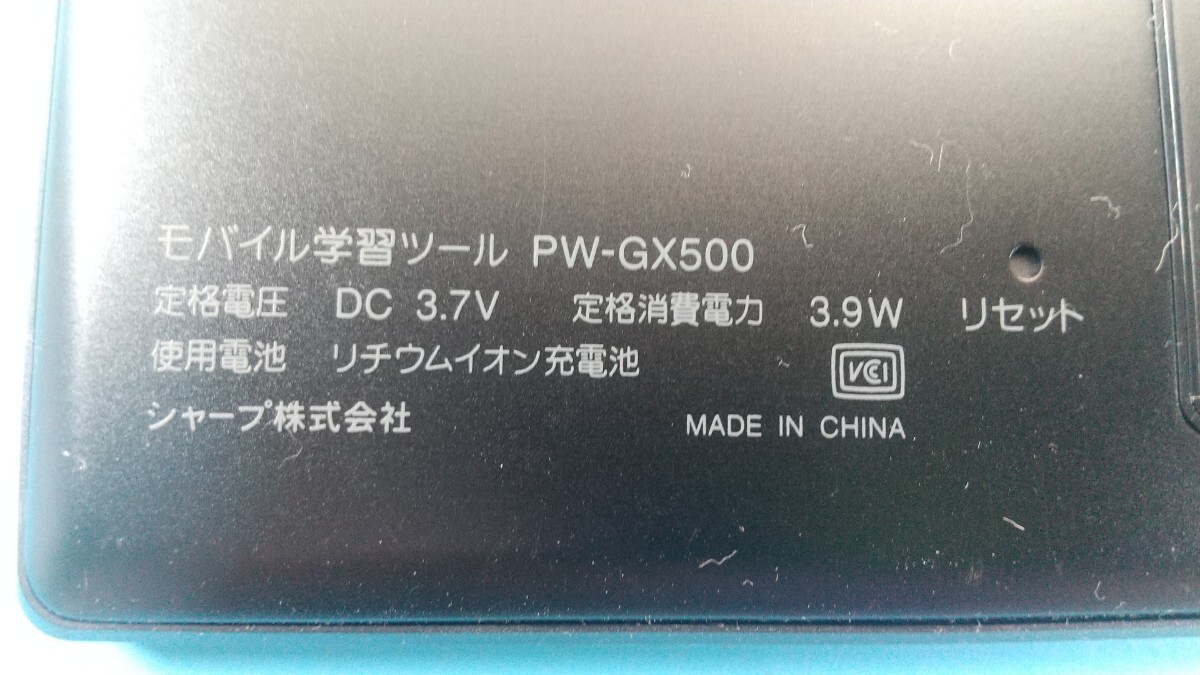 モバイル学習ツール PW-GX500
定格電圧 DC 3.7V 定格消費電力 3.9W リセット
使用電池 リチウムイオン充電池 VCCI
シャープ株式会社 MADE IN CHINA